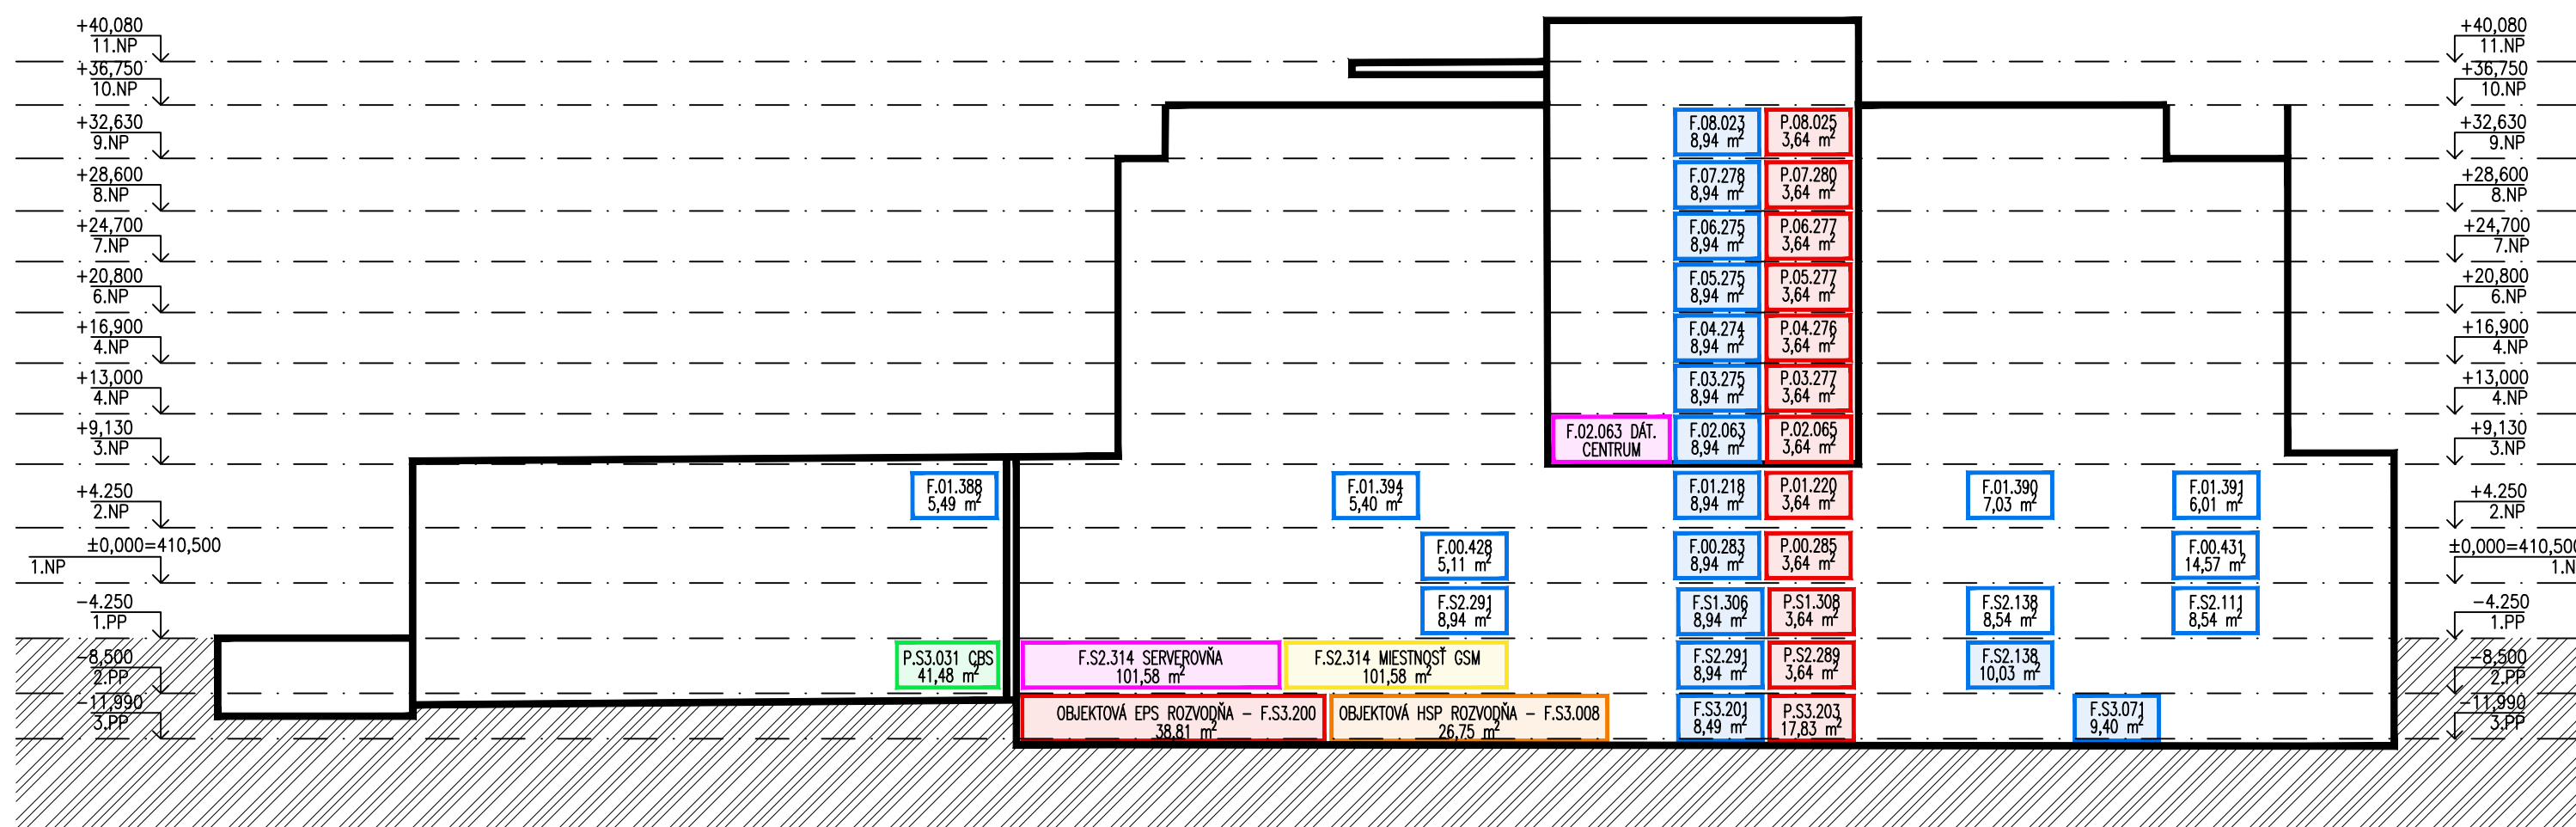 +40,080
11.NP
+36,750
10.NP
+32,630
9.NP
+28,600
8.NP
+24,700
7.NP
+20,800
6.NP
+16,900
4.NP
+13,000
4.NP
+9,130
3.NP
+4.250
2.NP
±0,000=410,500
1.NP
-4.250
1.PP
-8,500
2.PP
-11,990
3.PP
F.08.023
8,94 m²
P.08.025
3,64 m²
F.07.278
8,94 m²
P.07.280
3,64 m²
F.06.275
8,94 m²
P.06.277
3,64 m²
F.05.275
8,94 m²
P.05.277
3,64 m²
F.04.274
8,94 m²
P.04.276
3,64 m²
F.03.275
8,94 m²
P.03.277
3,64 m²
F.02.063 DÁT.
CENTRUM
F.02.063
8,94 m²
P.02.065
3,64 m²
F.01.388
5,49 m²
F.01.394
5,40 m²
F.01.218
8,94 m²
P.01.220
3,64 m²
F.01.390
7,03 m²
F.01.391
6,01 m²
F.00.428
5,11 m²
F.00.283
8,94 m²
P.00.285
3,64 m²
F.00.431
14,57 m²
F.S2.291
8,94 m²
F.S1.306
8,94 m²
P.S1.308
3,64 m²
F.S2.138
8,54 m²
F.S2.111
8,54 m²
P.S3.031 CBS
41,48 m²
F.S2.314 SERVEROVŇA
101,58 m²
F.S2.314 MIESTNOSŤ GSM
101,58 m²
F.S2.291
8,94 m²
P.S2.289
3,64 m²
F.S2.138
10,03 m²
OBJEKTOVÁ EPS ROZVODŇA - F.S3.200
38,81 m²
OBJEKTOVÁ HSP ROZVODŇA - F.S3.008
26,75 m²
F.S3.201
8,49 m²
P.S3.203
17,83 m²
F.S3.071
9,40 m²
+40,080
11.NP
+36,750
10.NP
+32,630
9.NP
+28,600
8.NP
+24,700
7.NP
+20,800
6.NP
+16,900
4.NP
+13,000
4.NP
+9,130
3.NP
+4.250
2.NP
±0,000=410,500
1.N
-4.250
1.PP
-8,500
2.PP
-11,990
3.PP